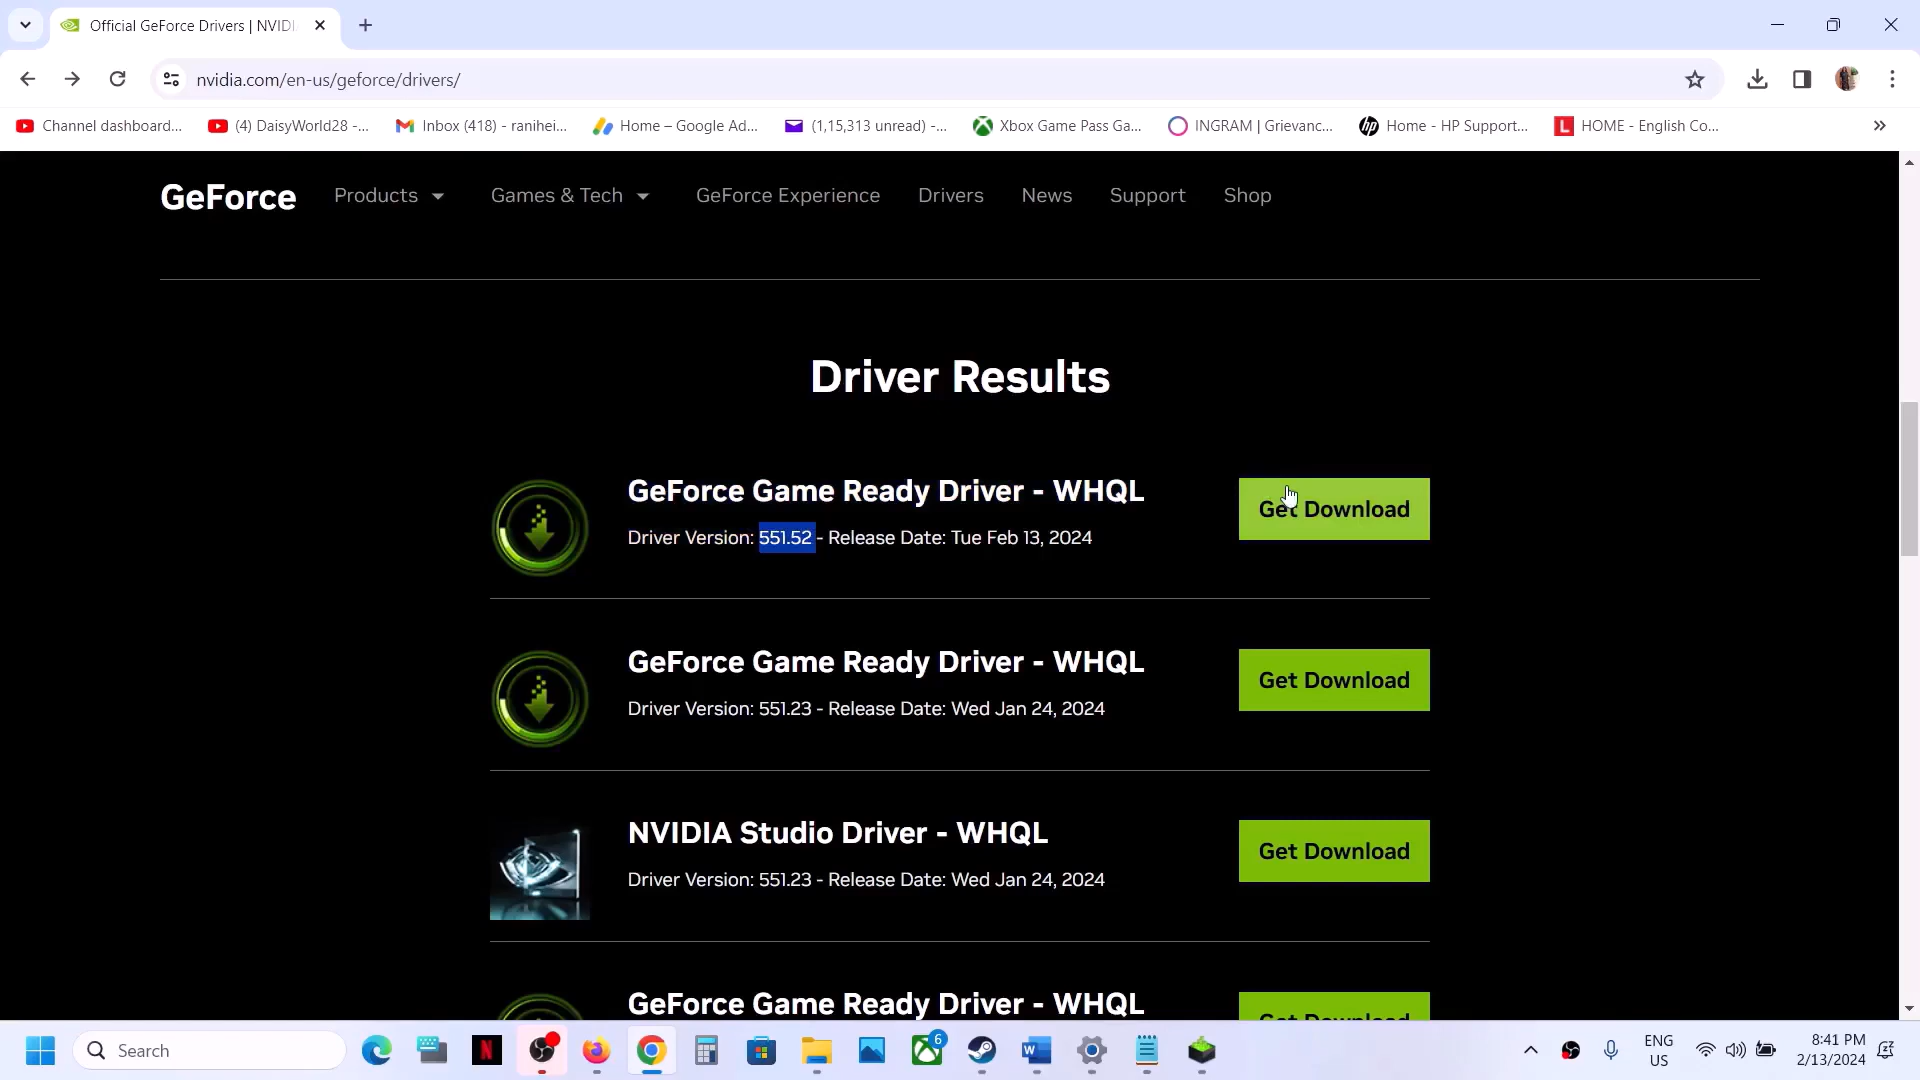 Official GeForce Drivers | NVIDI
nvidia.com/en-us/geforce/drivers/
Channel dashboard...
(4) DaisyWorld28 -...
Inbox (418) - ranihei...
Home – Google Ad...
(1,15,313 unread) -...
Xbox Game Pass Ga...
INGRAM | Grievanc...
Home - HP Support...
HOME - English Co...
GeForce
Products
Games & Tech
GeForce Experience
Drivers
News
Support
Shop
Driver Results
GeForce Game Ready Driver - WHQL
Driver Version: 551.52 - Release Date: Tue Feb 13, 2024
Get Download
GeForce Game Ready Driver - WHQL
Driver Version: 551.23 - Release Date: Wed Jan 24, 2024
Get Download
NVIDIA Studio Driver - WHQL
Driver Version: 551.23 - Release Date: Wed Jan 24, 2024
Get Download
GeForce Game Ready Driver - WHQL
Get Download
Search
6
ENG
US
8:41 PM
2/13/2024